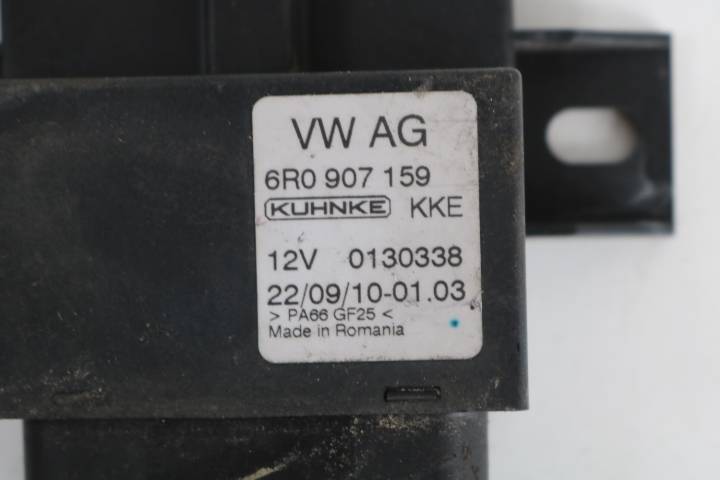 VW AG
6R0 907 159
KUHNKE KKE
12V 0130338
22/09/10-01.03
> PA66 GF25 <
Made in Romania